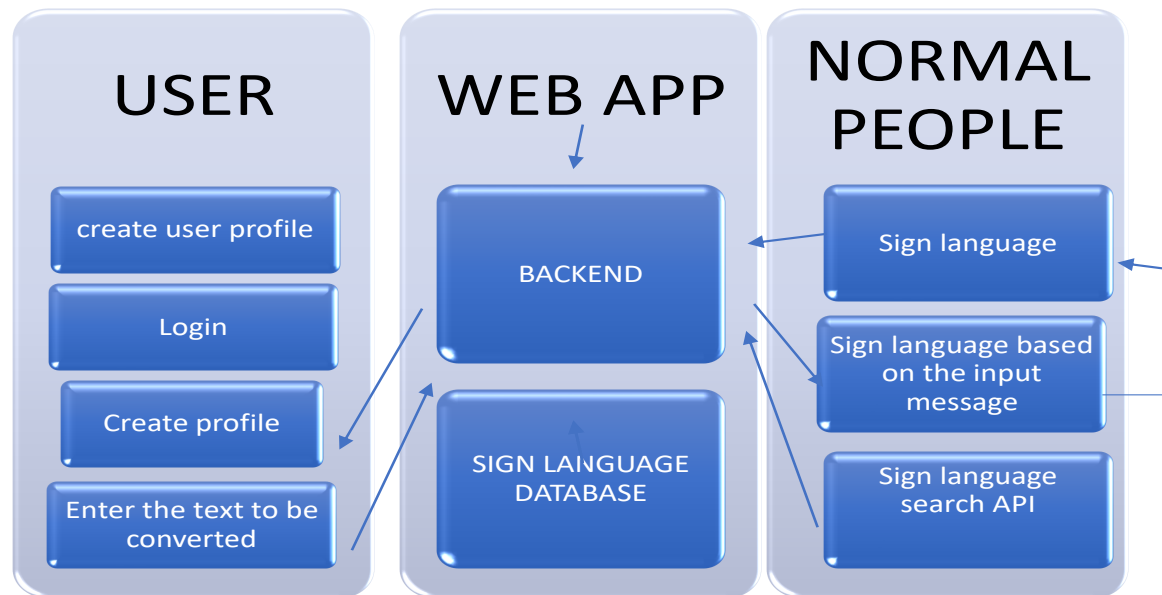 USER
create user profile
Login
Create profile
Enter the text to be
converted
WEB APP
BACKEND
SIGN LANGUAGE
DATABASE
NORMAL
PEOPLE
Sign language
Sign language based
on the input
message
Sign language
search API